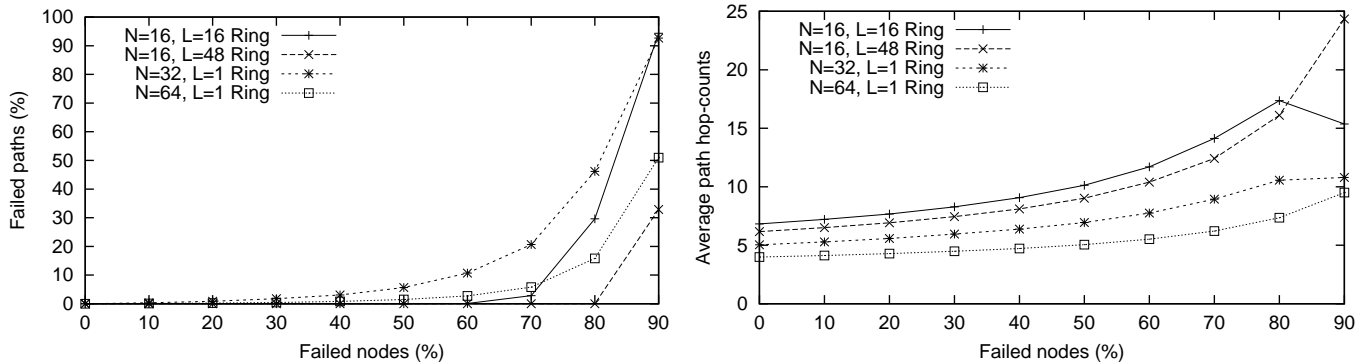 100
90
80
70
60
50
40
30
20
10
0
Failed paths (%)
N=16, L=16 Ring
N=16, L=48 Ring
N=32, L=1 Ring
N=64, L=1 Ring
0 10 20 30 40 50 60 70 80 90
Failed nodes (%)
25
20
15
10
5
0
Average path hop-counts
N=16, L=16 Ring
N=16, L=48 Ring
N=32, L=1 Ring
N=64, L=1 Ring
0 10 20 30 40 50 60 70 80 90
Failed nodes (%)